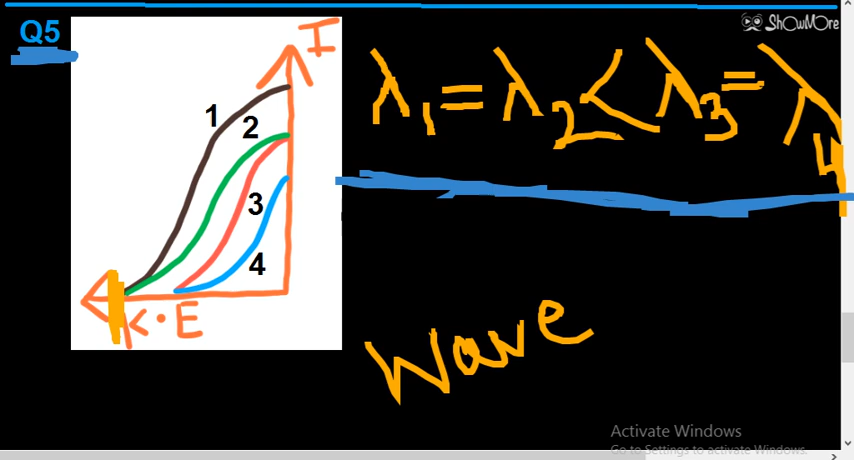 Q5
ShowMore
I
1
2
3
4
K.E
λ1=λ2<λ3=λ4
Wave
Activate Windows
Go to Settings to activate Windows.